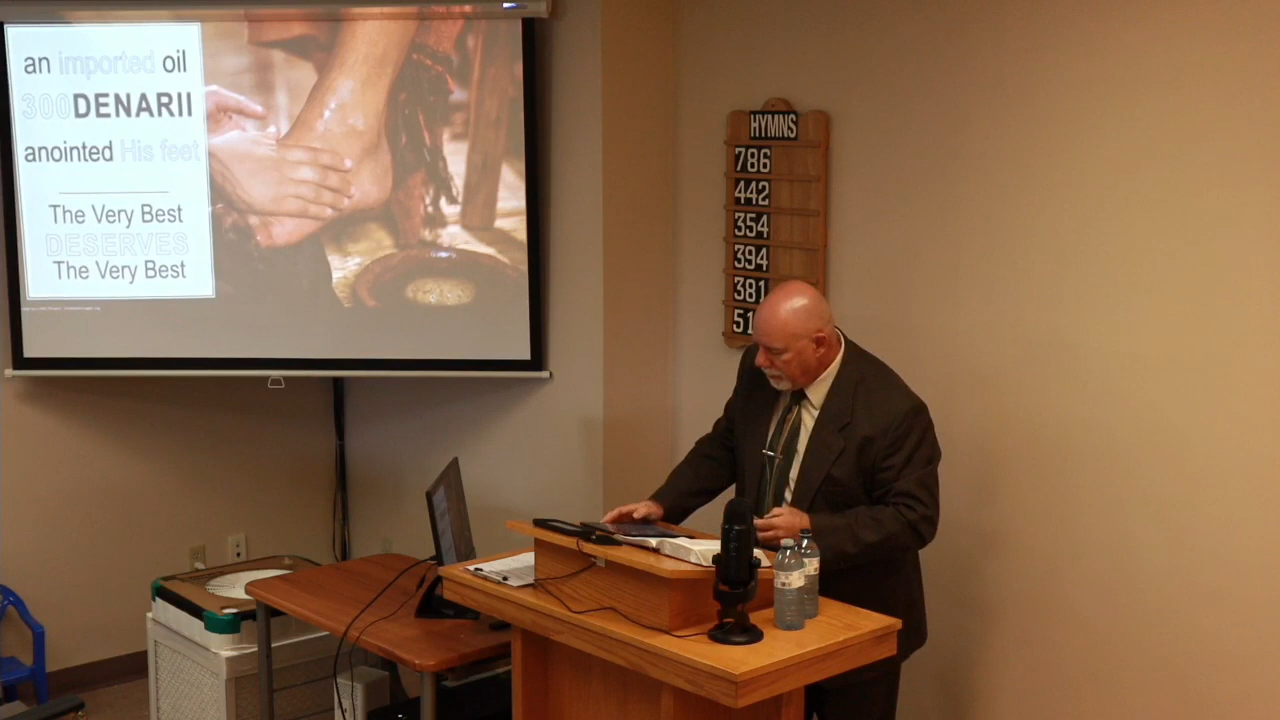 an imported oil
300DENARII
anointed His feet
The Very Best
DESERVES
The Very Best
HYMNS
786
442
354
394
381